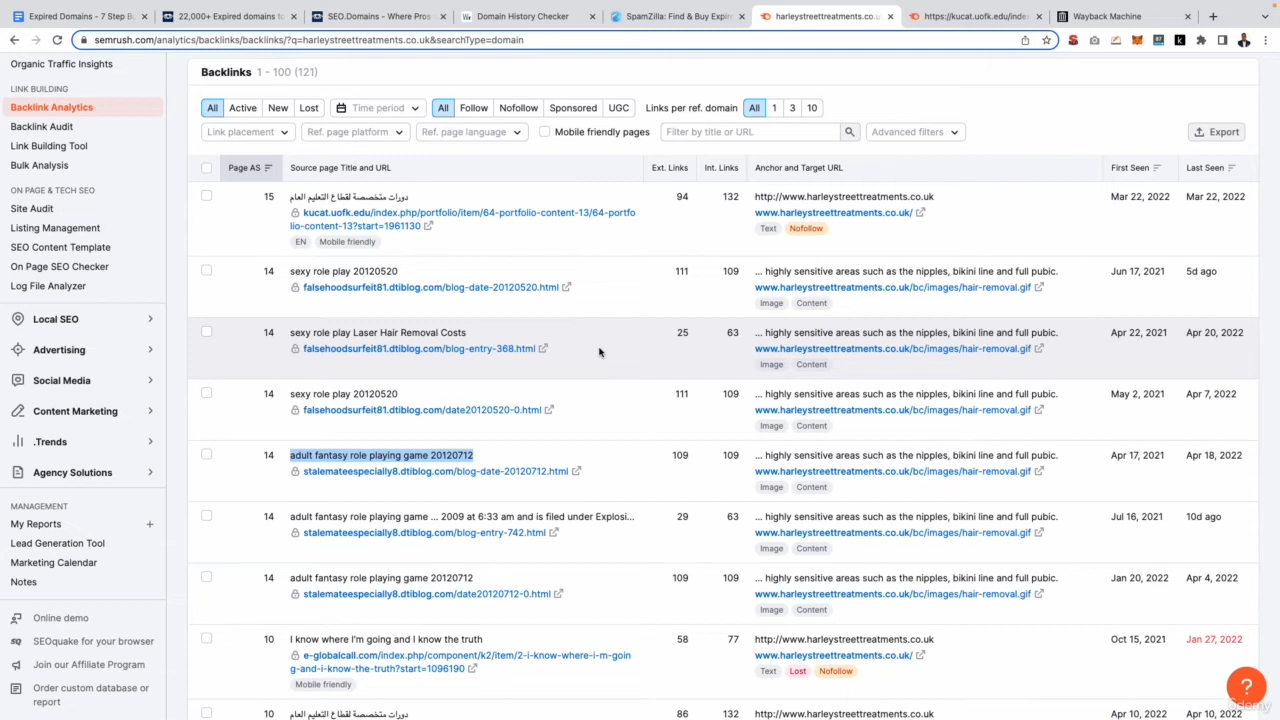 Expired Domains - 7 Step B
22,000+ Expired domains to
SEO.Domains - Where Pros
Domain History Checker
SpamZilla: Find & Buy Expir
harleystreettreatments.co.u
https://kucat.uofk.edu/index
Wayback Machine
semrush.com/analytics/backlinks/backlinks/?q=harleystreettreatments.co.uk&searchType=domain
Organic Traffic Insights
LINK BUILDING
Backlink Analytics
Backlink Audit
Link Building Tool
Bulk Analysis
ON PAGE & TECH SEO
Site Audit
Listing Management
SEO Content Template
On Page SEO Checker
Log File Analyzer
Local SEO
Advertising
Social Media
Content Marketing
.Trends
Agency Solutions
MANAGEMENT
My Reports
Lead Generation Tool
Marketing Calendar
Notes
Online demo
SEOquake for your browser
Join our Affiliate Program
Order custom database or
report
Backlinks 1 - 100 (121)
All Active New Lost Time period All Follow Nofollow Sponsored UGC Links per ref. domain All 1 3 10
Link placement Ref. page platform Ref. page language Mobile friendly pages Filter by title or URL Advanced filters Export
Page AS Source page Title and URL Ext. Links Int. Links Anchor and Target URL First Seen Last Seen
15 دورات متخصصة لقطاع التعليم العام 94 132 http://www.harleystreettreatments.co.uk Mar 22, 2022 Mar 22, 2022
kucat.uofk.edu/index.php/portfolio/item/64-portfolio-content-13/64-portfo www.harleystreettreatments.co.uk/
lio-content-13?start=1961130 Text Nofollow
EN Mobile friendly
14 sexy role play 20120520 111 109 ... highly sensitive areas such as the nipples, bikini line and full pubic. Jun 17, 2021 5d ago
falsehoodsurfeit81.dtiblog.com/blog-date-20120520.html www.harleystreettreatments.co.uk/bc/images/hair-removal.gif
Image Content
14 sexy role play Laser Hair Removal Costs 25 63 ... highly sensitive areas such as the nipples, bikini line and full pubic. Apr 22, 2021 Apr 20, 2022
falsehoodsurfeit81.dtiblog.com/blog-entry-368.html www.harleystreettreatments.co.uk/bc/images/hair-removal.gif
Image Content
14 sexy role play 20120520 111 109 ... highly sensitive areas such as the nipples, bikini line and full pubic. May 2, 2021 Apr 7, 2022
falsehoodsurfeit81.dtiblog.com/date20120520-0.html www.harleystreettreatments.co.uk/bc/images/hair-removal.gif
Image Content
14 adult fantasy role playing game 20120712 109 109 ... highly sensitive areas such as the nipples, bikini line and full pubic. Apr 17, 2021 Apr 18, 2022
stalemateespecially8.dtiblog.com/blog-date-20120712.html www.harleystreettreatments.co.uk/bc/images/hair-removal.gif
Image Content
14 adult fantasy role playing game ... 2009 at 6:33 am and is filed under Explosi... 29 63 ... highly sensitive areas such as the nipples, bikini line and full pubic. Jul 16, 2021 10d ago
stalemateespecially8.dtiblog.com/blog-entry-742.html www.harleystreettreatments.co.uk/bc/images/hair-removal.gif
Image Content
14 adult fantasy role playing game 20120712 109 109 ... highly sensitive areas such as the nipples, bikini line and full pubic. Jan 20, 2022 Apr 4, 2022
stalemateespecially8.dtiblog.com/date20120712-0.html www.harleystreettreatments.co.uk/bc/images/hair-removal.gif
Image Content
10 I know where I'm going and I know the truth 58 77 http://www.harleystreettreatments.co.uk Oct 15, 2021 Jan 27, 2022
e-globalcall.com/index.php/component/k2/item/2-i-know-where-i-m-goin www.harleystreettreatments.co.uk/
g-and-i-know-the-truth?start=1096190 Text Lost Nofollow
Mobile friendly
10 دورات متخصصة لقطاع التعليم العام 86 132 http://www.harleystreettreatments.co.uk Apr 10, 2022 Apr 10, 2022
?
Udemy